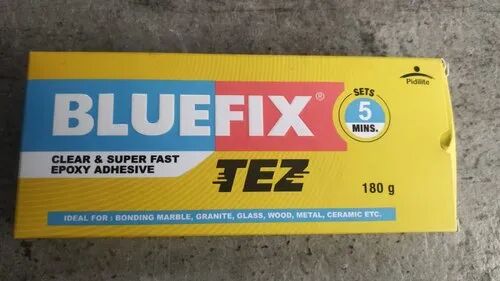 Pidilite
BLUEFIX®
SETS
5
MINS.
CLEAR & SUPER FAST
EPOXY ADHESIVE
TEZ
180 g
IDEAL FOR : BONDING MARBLE, GRANITE, GLASS, WOOD, METAL, CERAMIC ETC.